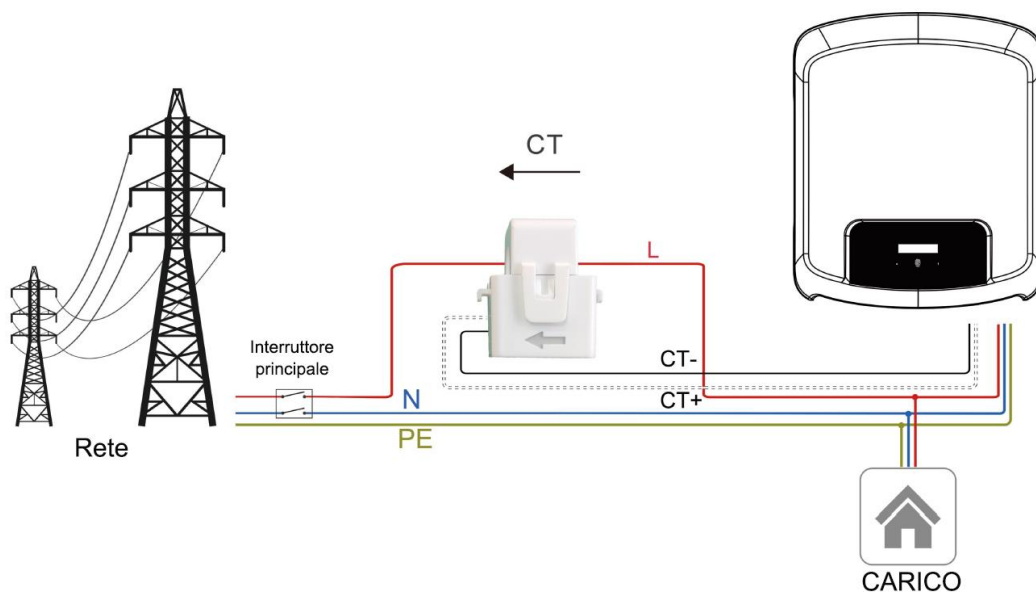 CT
L
Interruttore
principale
CT-
N
CT+
PE
Rete
CARICO